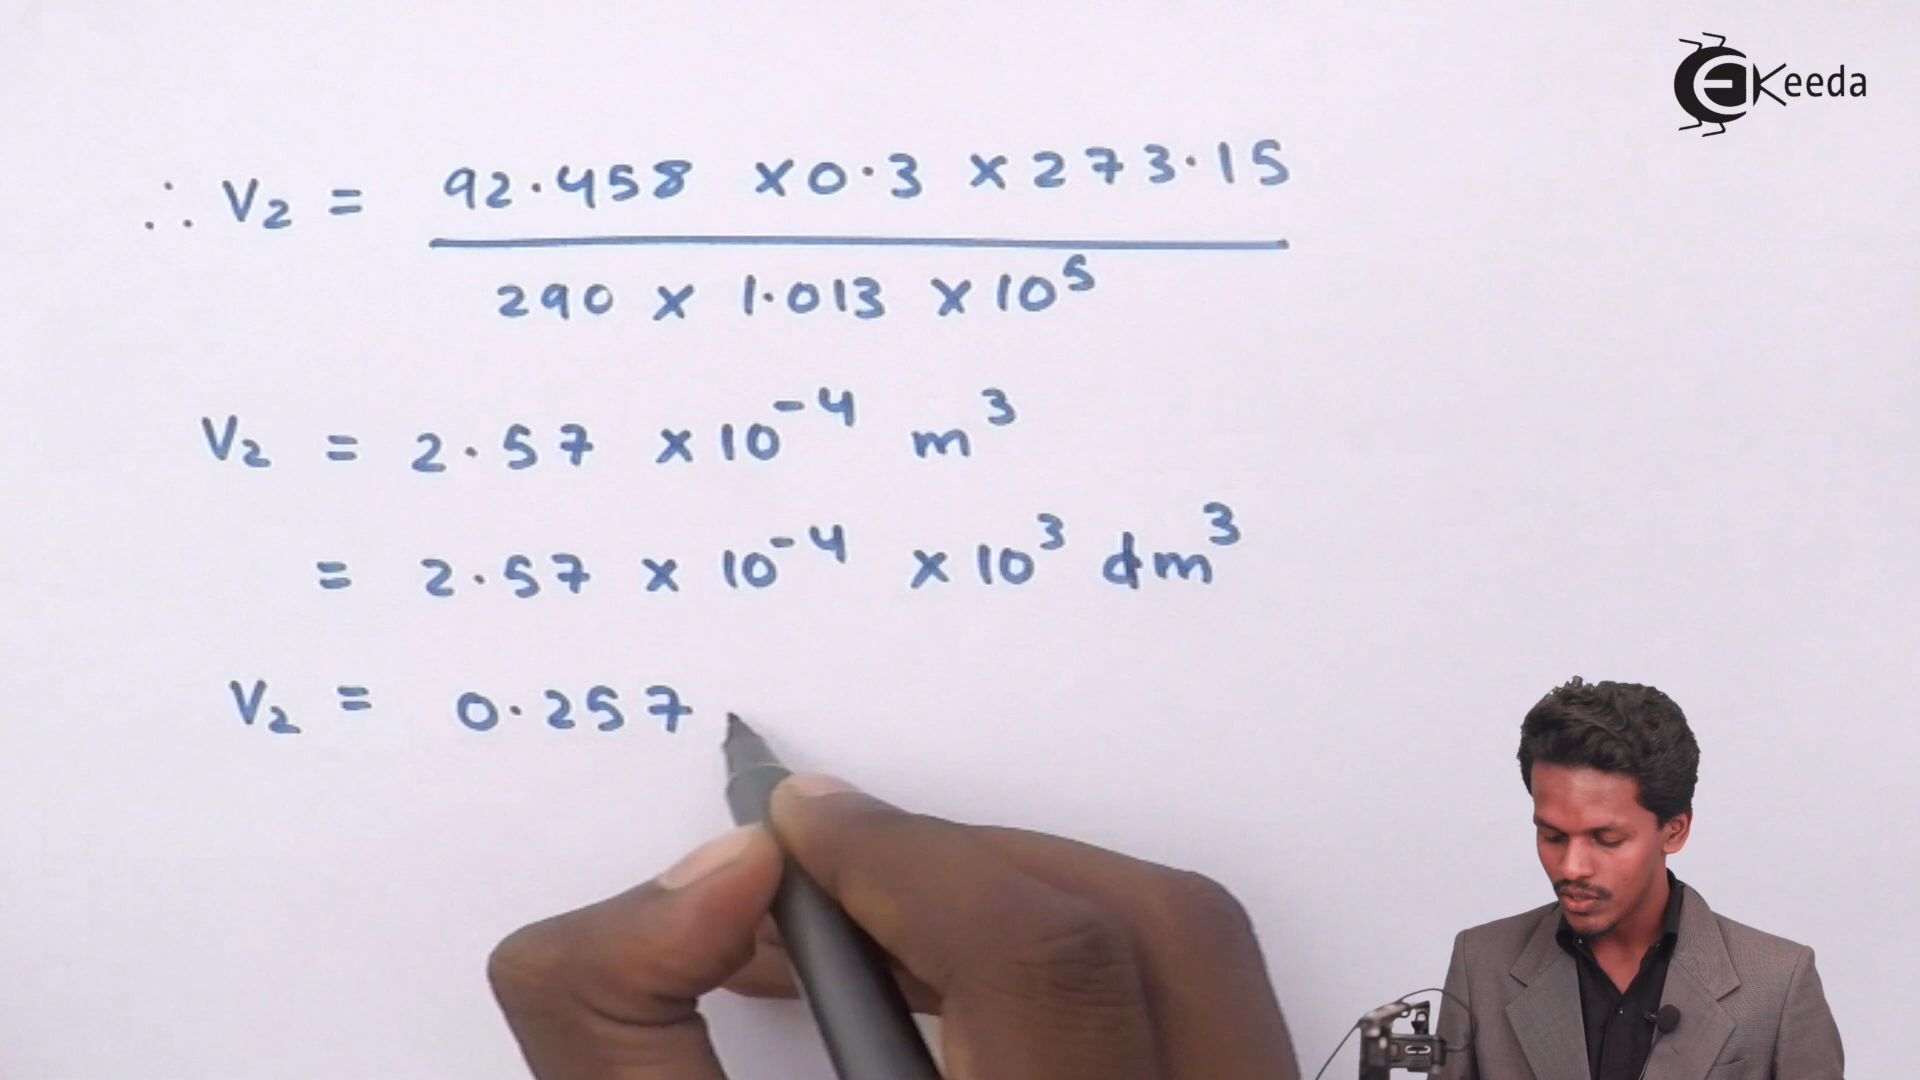 EKeeda
∴ V₂ = 92.458 × 0.3 × 273.15
290 × 1.013 × 10⁵
V₂ = 2.57 × 10⁻⁴ m³
= 2.57 × 10⁻⁴ × 10³ dm³
V₂ = 0.257